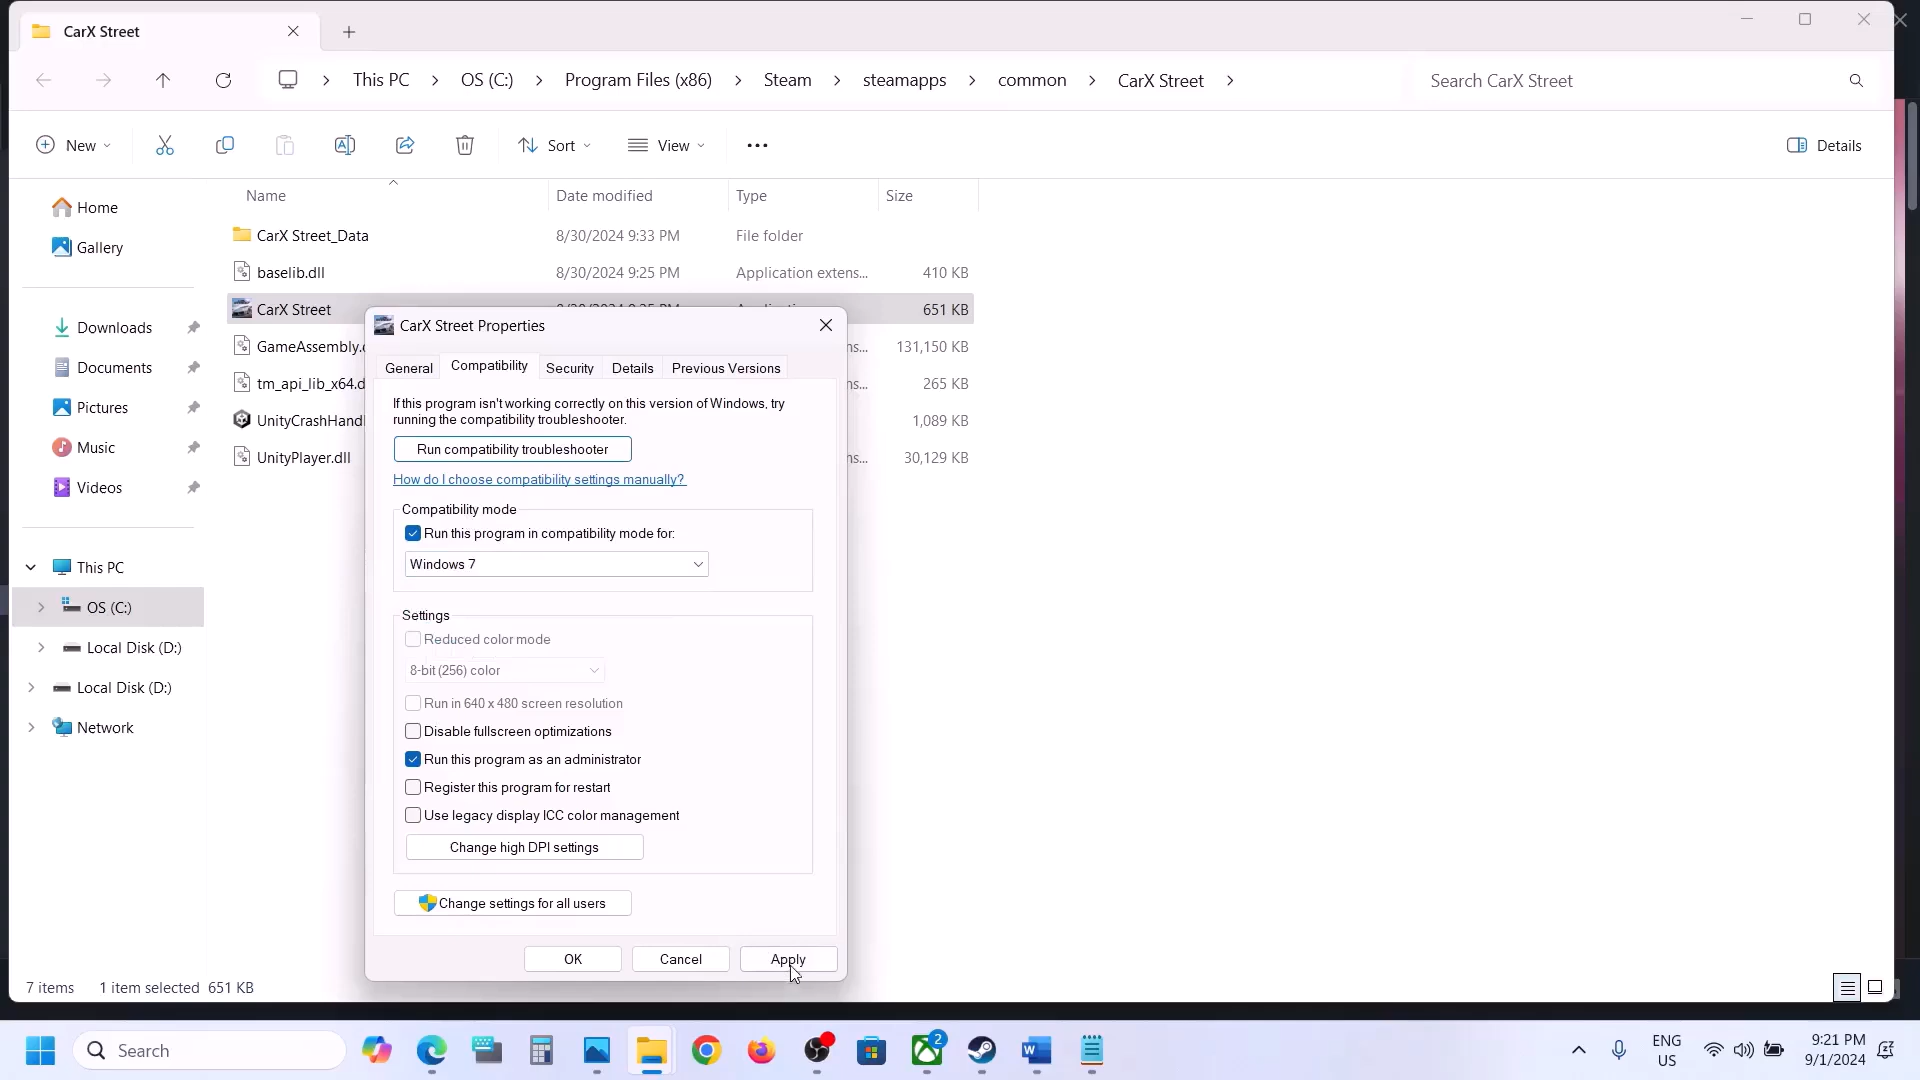 CarX Street
This PC
OS (C:)
Program Files (x86)
Steam
steamapps
common
CarX Street
Search CarX Street
New
Sort
View
Details
Name
Date modified
Type
Size
Home
Gallery
Downloads
Documents
Pictures
Music
Videos
This PC
OS (C:)
Local Disk (D:)
Local Disk (D:)
Network
CarX Street_Data 8/30/2024 9:33 PM File folder
baselib.dll 8/30/2024 9:25 PM Application extens... 410 KB
CarX Street 651 KB
GameAssembly. 131,150 KB
tm_api_lib_x64.d 265 KB
UnityCrashHandl 1,089 KB
UnityPlayer.dll 30,129 KB
CarX Street Properties
General
Compatibility
Security
Details
Previous Versions
If this program isn't working correctly on this version of Windows, try
running the compatibility troubleshooter.
Run compatibility troubleshooter
How do I choose compatibility settings manually?
Compatibility mode
Run this program in compatibility mode for:
Windows 7
Settings
Reduced color mode
8-bit (256) color
Run in 640 x 480 screen resolution
Disable fullscreen optimizations
Run this program as an administrator
Register this program for restart
Use legacy display ICC color management
Change high DPI settings
Change settings for all users
OK
Cancel
Apply
7 items
1 item selected 651 KB
Search
2
ENG
US
9:21 PM
9/1/2024